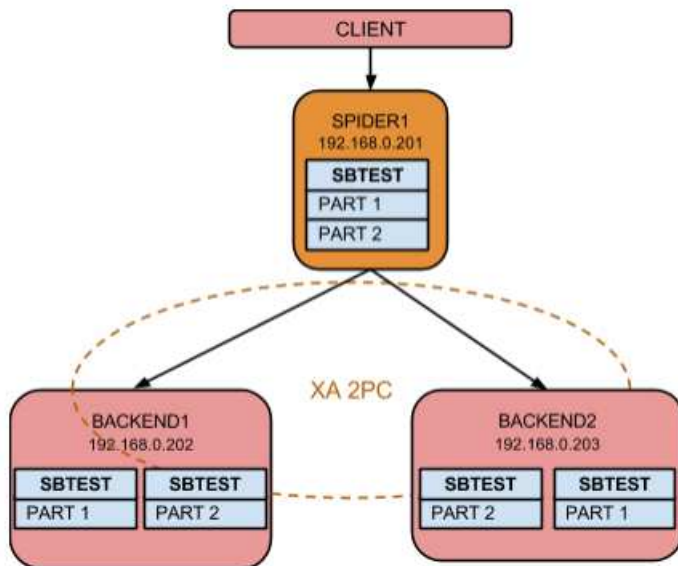 CLIENT
SPIDER1
192.168.0.201
SBTEST
PART 1
PART 2
XA 2PC
BACKEND1
192.168.0.202
SBTEST
PART 1
SBTEST
PART 2
BACKEND2
192.168.0.203
SBTEST
PART 2
SBTEST
PART 1